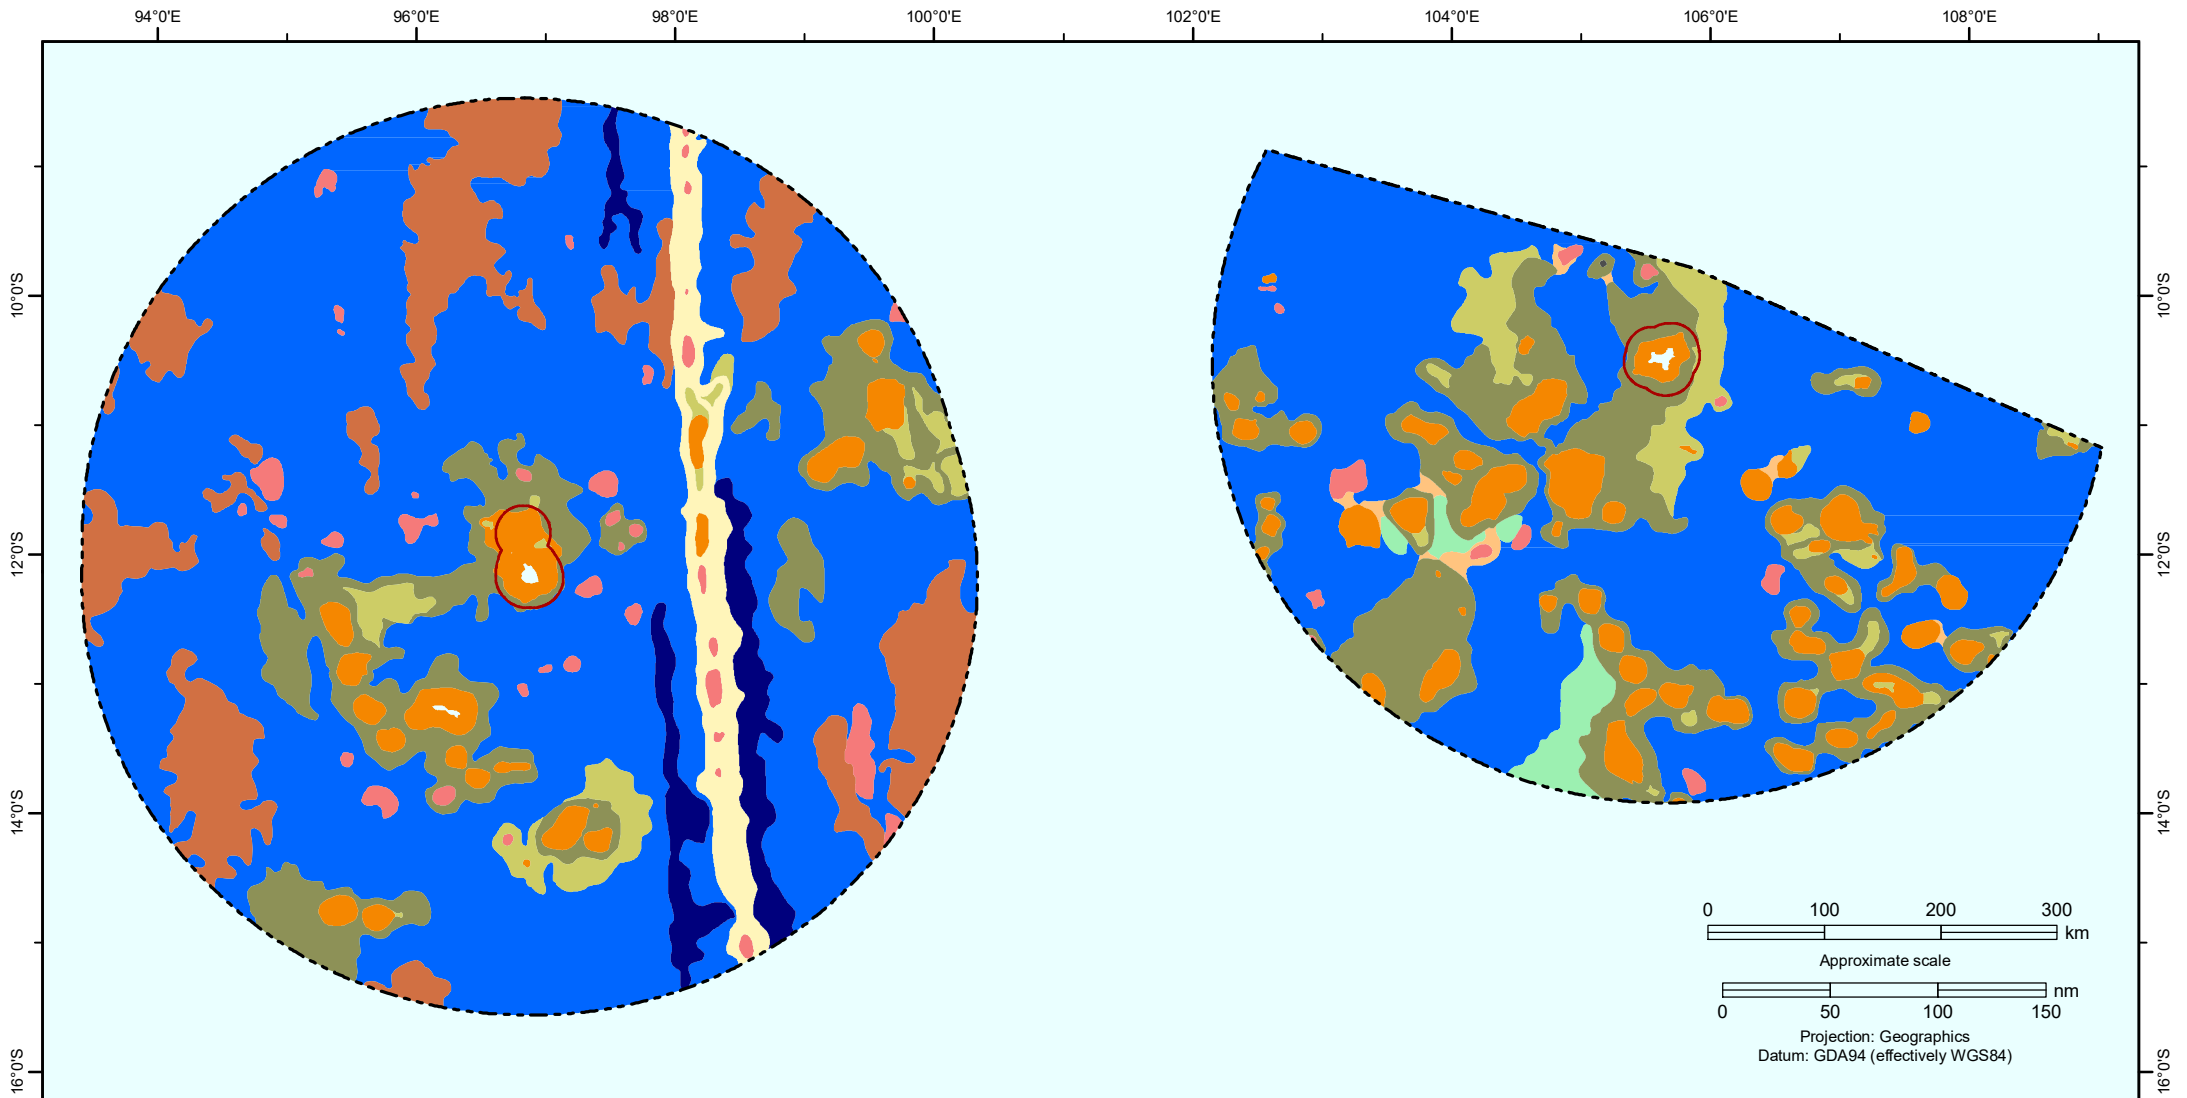 94°0'E
96°0'E
98°0'E
100°0'E
102°0'E
104°0'E
106°0'E
108°0'E
10°0'S
10°0'S
12°0'S
12°0'S
14°0'S
14°0'S
16°0'S
16°0'S
0 100 200 300
km
Approximate scale
nm
0 50 100 150
Projection: Geographics
Datum: GDA94 (effectively WGS84)